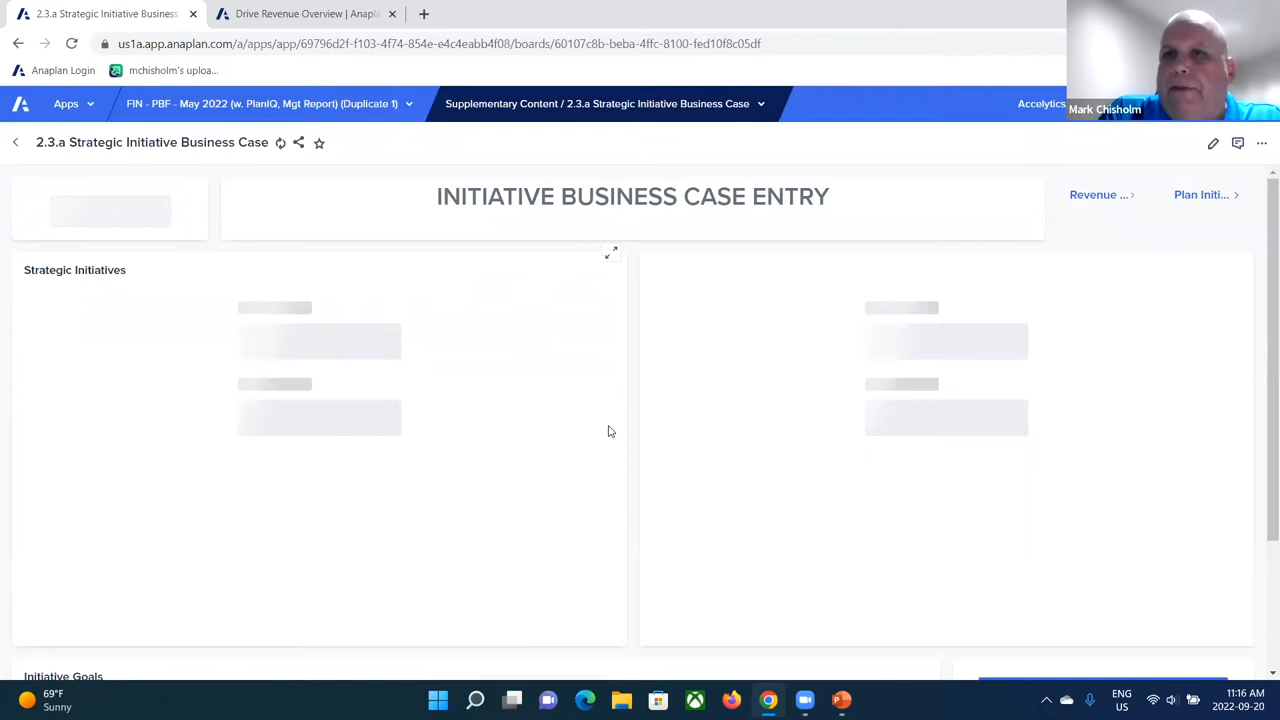 2.3.a Strategic Initiative Business
Drive Revenue Overview | Anapla
us1a.app.anaplan.com/a/apps/app/69796d2f-f103-4f74-854e-e4c4eabb4f08/boards/60107c8b-beba-4ffc-8100-fed10f8c05df
Anaplan Login
mchisholm's uploa...
Apps
FIN - PBF - May 2022 (w. PlanIQ, Mgt Report) (Duplicate 1)
Supplementary Content / 2.3.a Strategic Initiative Business Case
Accelytics
Mark Chisholm
2.3.a Strategic Initiative Business Case
INITIATIVE BUSINESS CASE ENTRY
Revenue ...
Plan Initi...
Strategic Initiatives
Initiative Goals
69°F
Sunny
ENG
US
11:16 AM
2022-09-20